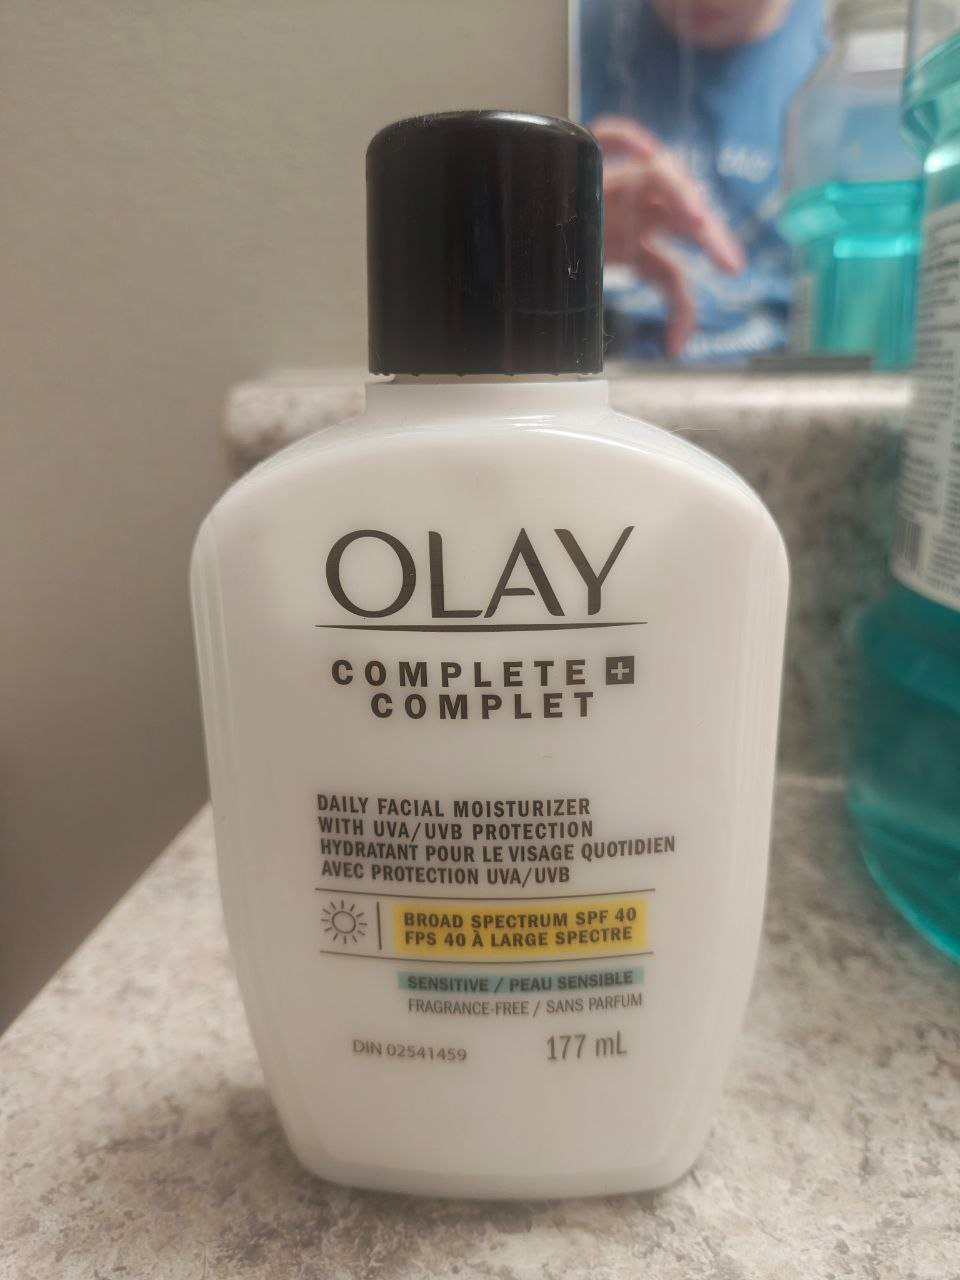 OLAY
COMPLETE +
COMPLET
DAILY FACIAL MOISTURIZER
WITH UVA/UVB PROTECTION
HYDRATANT POUR LE VISAGE QUOTIDIEN
AVEC PROTECTION UVA/UVB
BROAD SPECTRUM SPF 40
FPS 40 À LARGE SPECTRE
SENSITIVE / PEAU SENSIBLE
FRAGRANCE-FREE / SANS PARFUM
DIN 02541459 177 mL